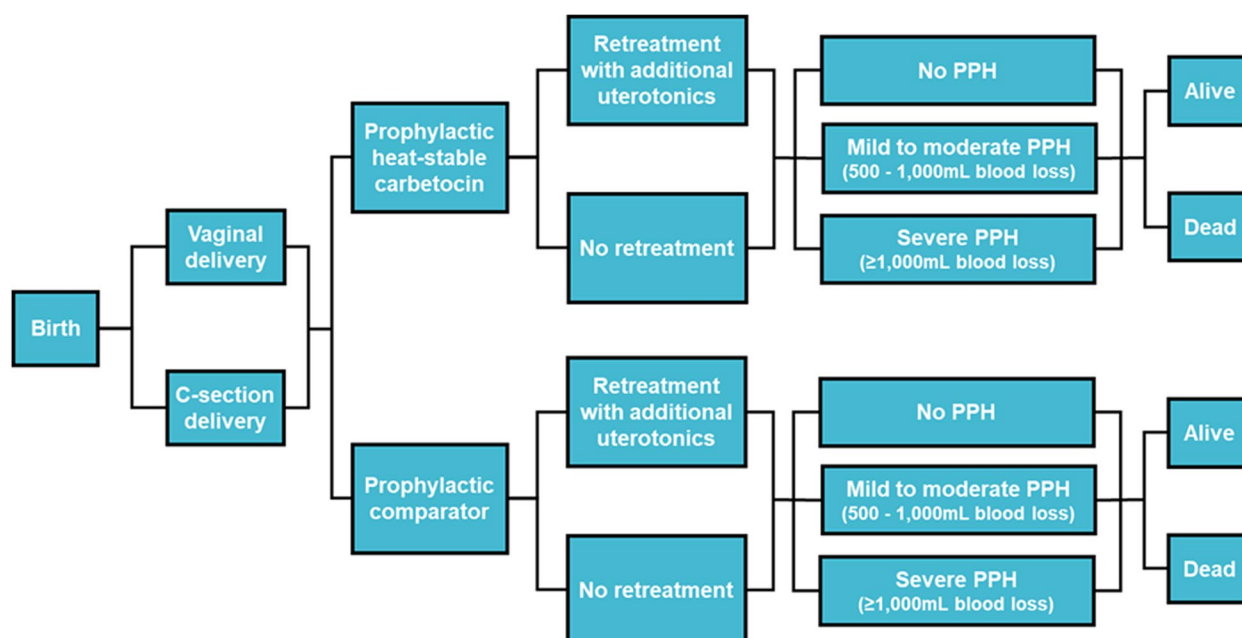 Birth
Vaginal
delivery
C-section
delivery
Prophylactic
heat-stable
carbetocin
Prophylactic
comparator
Retreatment
with additional
uterotonics
No retreatment
No PPH
Mild to moderate PPH
(500 - 1,000mL blood loss)
Severe PPH
(≥1,000mL blood loss)
Alive
Dead
Retreatment
with additional
uterotonics
No retreatment
No PPH
Mild to moderate PPH
(500 - 1,000mL blood loss)
Severe PPH
(≥1,000mL blood loss)
Alive
Dead